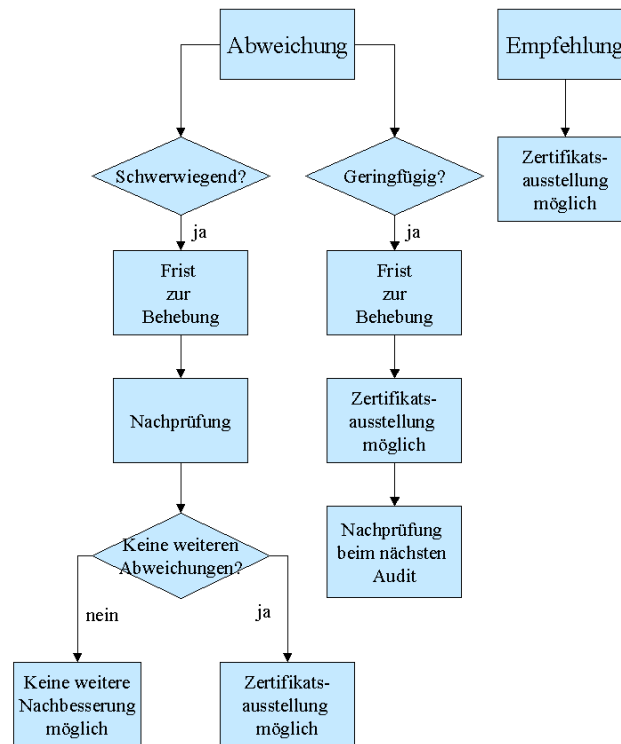 Abweichung
Empfehlung
Schwerwiegend?
Geringfügig?
Zertifikats-
ausstellung
möglich
ja
ja
Frist
zur
Behebung
Frist
zur
Behebung
Nachprüfung
Zertifikats-
ausstellung
möglich
Keine weiteren
Abweichungen?
Nachprüfung
beim nächsten
Audit
nein
ja
Keine weitere
Nachbesserung
möglich
Zertifikats-
ausstellung
möglich